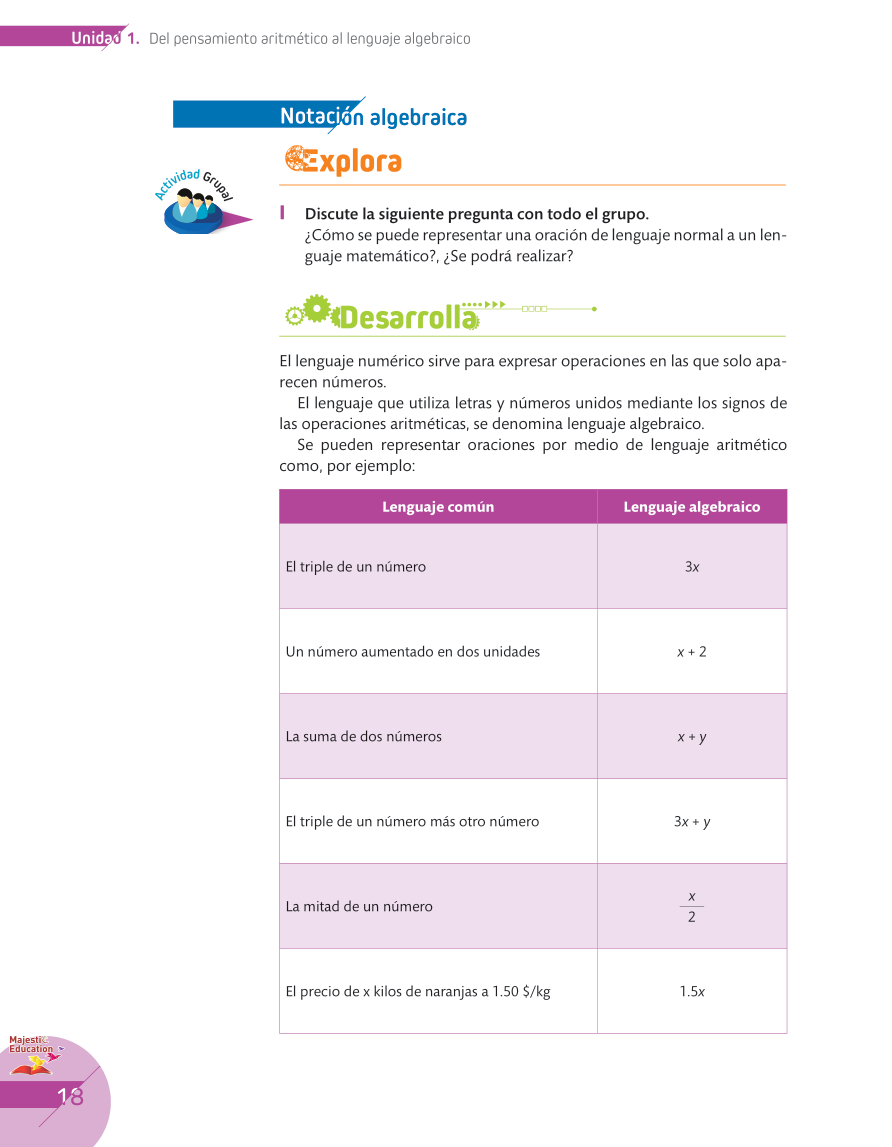 Unidad 1. Del pensamiento aritmético al lenguaje algebraico
Notación algebraica
Explora
Actividad Grupal
I Discute la siguiente pregunta con todo el grupo.
¿Cómo se puede representar una oración de lenguaje normal a un len-
guaje matemático?, ¿Se podrá realizar?
Desarrolla
El lenguaje numérico sirve para expresar operaciones en las que solo apa-
recen números.
El lenguaje que utiliza letras y números unidos mediante los signos de
las operaciones aritméticas, se denomina lenguaje algebraico.
Se pueden representar oraciones por medio de lenguaje aritmético
como, por ejemplo:
Lenguaje común Lenguaje algebraico
El triple de un número 3x
Un número aumentado en dos unidades x + 2
La suma de dos números x + y
El triple de un número más otro número 3x + y
La mitad de un número x/2
El precio de x kilos de naranjas a 1.50 $/kg 1.5x
Majestic
Education
18